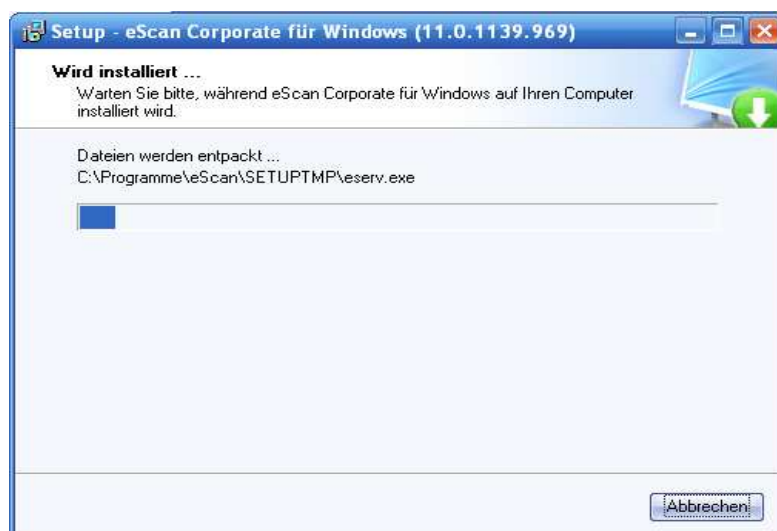 Setup - eScan Corporate für Windows (11.0.1139.969)
Wird installiert ...
Warten Sie bitte, während eScan Corporate für Windows auf Ihren Computer
installiert wird.
Dateien werden entpackt ...
C:\Programme\eScan\SETUPTMP\eserv.exe
Abbrechen